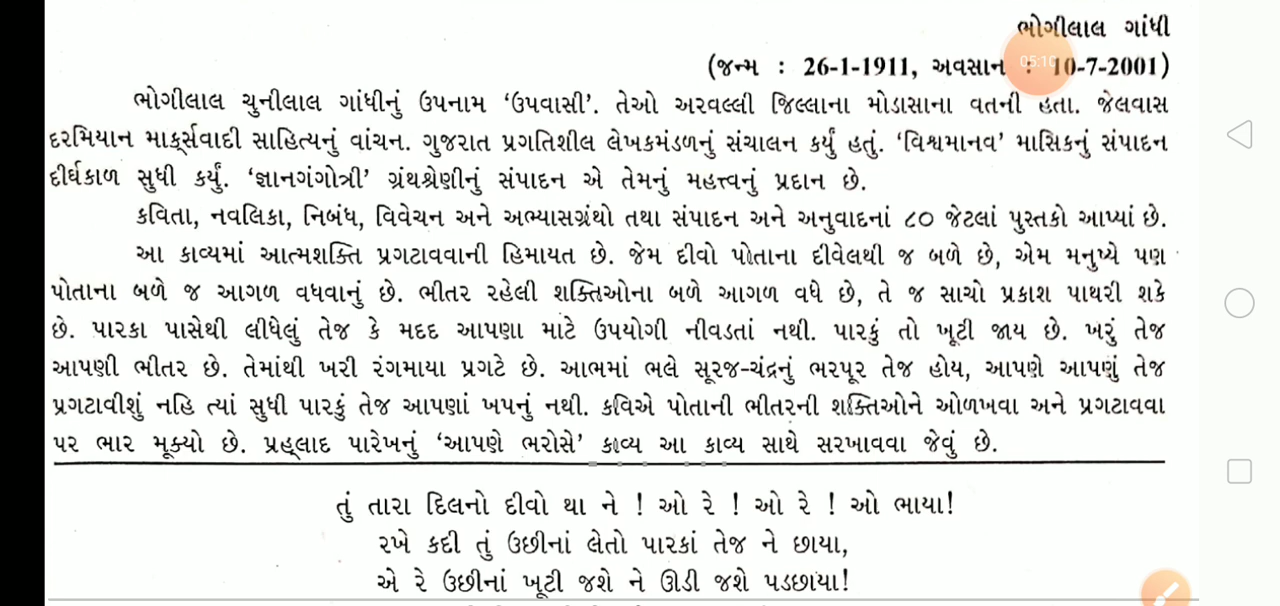 ભોગીલાલ ગાંધી
(જન્મ : 26-1-1911, અવસાન : 10-7-2001)
05:10
ભોગીલાલ ચુનીલાલ ગાંધીનું ઉપનામ ‘ઉપવાસી’. તેઓ અરવલ્લી જિલ્લાના મોડાસાના વતની હતા. જેલવાસ
દરમિયાન માર્ક્સવાદી સાહિત્યનું વાંચન. ગુજરાત પ્રગતિશીલ લેખકમંડળનું સંચાલન કર્યું હતું. ‘વિશ્વમાનવ’ માસિકનું સંપાદન
દીર્ઘકાળ સુધી કર્યું. ‘જ્ઞાનગંગોત્રી’ ગ્રંથશ્રેણીનું સંપાદન એ તેમનું મહત્ત્વનું પ્રદાન છે.
કવિતા, નવલિકા, નિબંધ, વિવેચન અને અભ્યાસગ્રંથો તથા સંપાદન અને અનુવાદનાં ૮૦ જેટલાં પુસ્તકો આપ્યાં છે.
આ કાવ્યમાં આત્મશક્તિ પ્રગટાવવાની હિમાયત છે. જેમ દીવો પોતાના દીવેલથી જ બળે છે, એમ મનુષ્યે પણ
પોતાના બળે જ આગળ વધવાનું છે. ભીતર રહેલી શક્તિઓના બળે આગળ વધે છે, તે જ સાચો પ્રકાશ પાથરી શકે
છે. પારકા પાસેથી લીધેલું તેજ કે મદદ આપણા માટે ઉપયોગી નીવડતાં નથી. પારકું તો ખૂટી જાય છે. ખરું તેજ
આપણી ભીતર છે. તેમાંથી ખરી રંગમાયા પ્રગટે છે. આભમાં ભલે સૂરજ-ચંદ્રનું ભરપૂર તેજ હોય, આપણે આપણું તેજ
પ્રગટાવીશું નહિ ત્યાં સુધી પારકું તેજ આપણાં ખપનું નથી. કવિએ પોતાની ભીતરની શક્તિઓને ઓળખવા અને પ્રગટાવવા
પર ભાર મૂક્યો છે. પ્રહ્‌લાદ પારેખનું ‘આપણે ભરોસે’ કાવ્ય આ કાવ્ય સાથે સરખાવવા જેવું છે.
તું તારા દિલનો દીવો થા ને ! ઓ રે ! ઓ રે ! ઓ ભાયા!
રખે કદી તું ઉછીનાં લેતો પારકાં તેજ ને છાયા,
એ રે ઉછીનાં ખૂટી જશે ને ઊડી જશે પડછાયા!